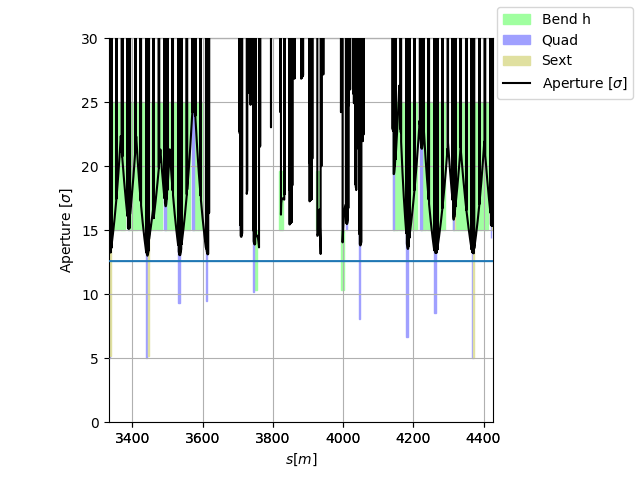 Bend h
Quad
Sext
Aperture [σ]
30
25
20
15
10
5
0
Aperture [σ]
3400 3600 3800 4000 4200 4400
s[m]